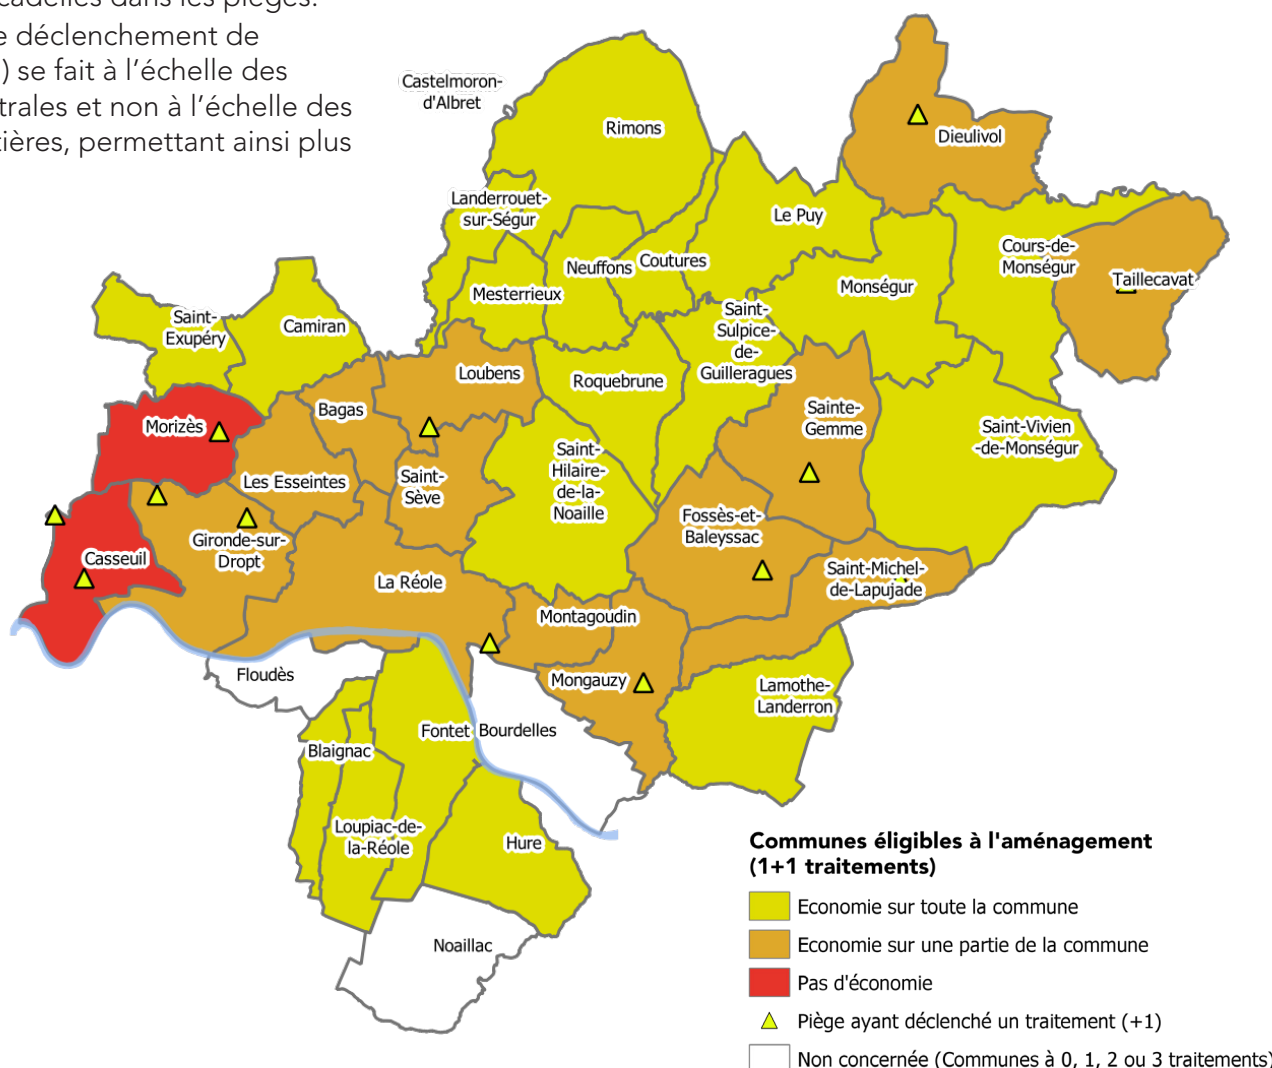 cadelles dans les pièges.
e déclenchement de
) se fait à l'échelle des
trales et non à l'échelle des
tières, permettant ainsi plus
Castelmoron-
d'Albret
Rimons
Dieulivol
Landerrouet-
sur-Ségur
Le Puy
Neuffons
Coutures
Cours-de-
Monségur
Taillecavat
Mesterrieux
Monségur
Saint-
Exupéry
Camiran
Saint-
Sulpice-
de-
Guilleragues
Loubens
Roquebrune
Bagas
Morizès
Sainte-
Gemme
Saint-Vivien
-de-Monségur
Les Esseintes
Saint-
Sève
Saint-
Hilaire-
de-la-
Noaille
Fossès-et-
Baleyssac
Gironde-sur-
Dropt
Casseuil
La Réole
Saint-Michel-
de-Lapujade
Montagoudin
Floudès
Mongauzy
Lamothe-
Landerron
Fontet
Bourdelles
Blaignac
Loupiac-de-
la-Réole
Hure
Noaillac
Communes éligibles à l'aménagement
(1+1 traitements)
Economie sur toute la commune
Economie sur une partie de la commune
Pas d'économie
Piège ayant déclenché un traitement (+1)
Non concernée (Communes à 0, 1, 2 ou 3 traitements)